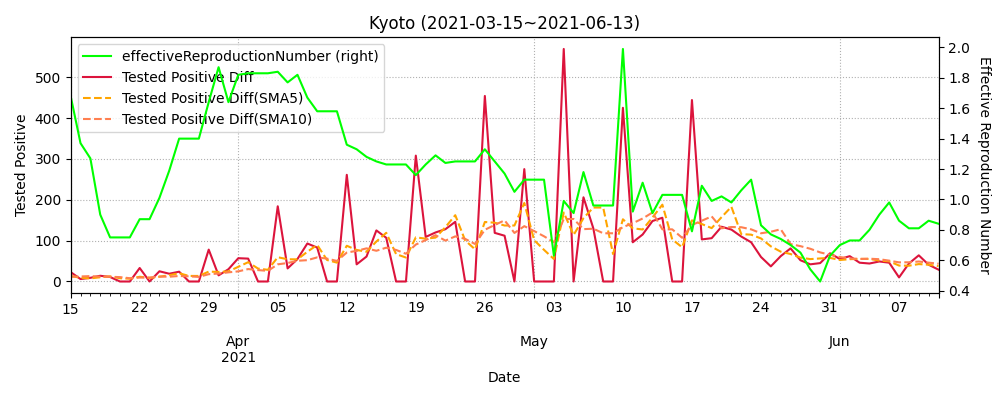 Kyoto (2021-03-15~2021-06-13)
effectiveReproductionNumber (right)
Tested Positive Diff
Tested Positive Diff(SMA5)
Tested Positive Diff(SMA10)
Tested Positive
500
400
300
200
100
0
2.0
1.8
1.6
1.4
1.2
1.0
0.8
0.6
0.4
Effective Reproduction Number
15 22 29 05 12 19 26 03 10 17 24 31 07
Apr May Jun
2021
Date